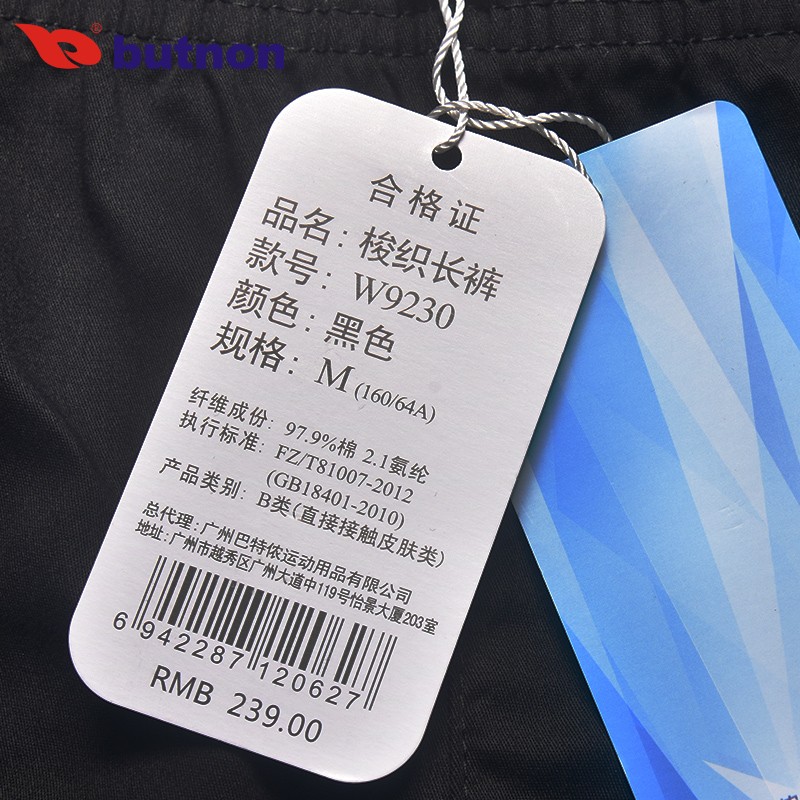 butnon
合格证
品名：梭织长裤
款号：W9230
颜色：黑色
规格：M(160/64A)
纤维成份：97.9%棉 2.1氨纶
执行标准：FZ/T81007-2012
(GB18401-2010)
产品类别：B类(直接接触皮肤类)
总代理:广州巴特侬运动用品有限公司
地址:广州市越秀区广州大道中119号怡景大厦203室
6 942287 120627
RMB 239.00